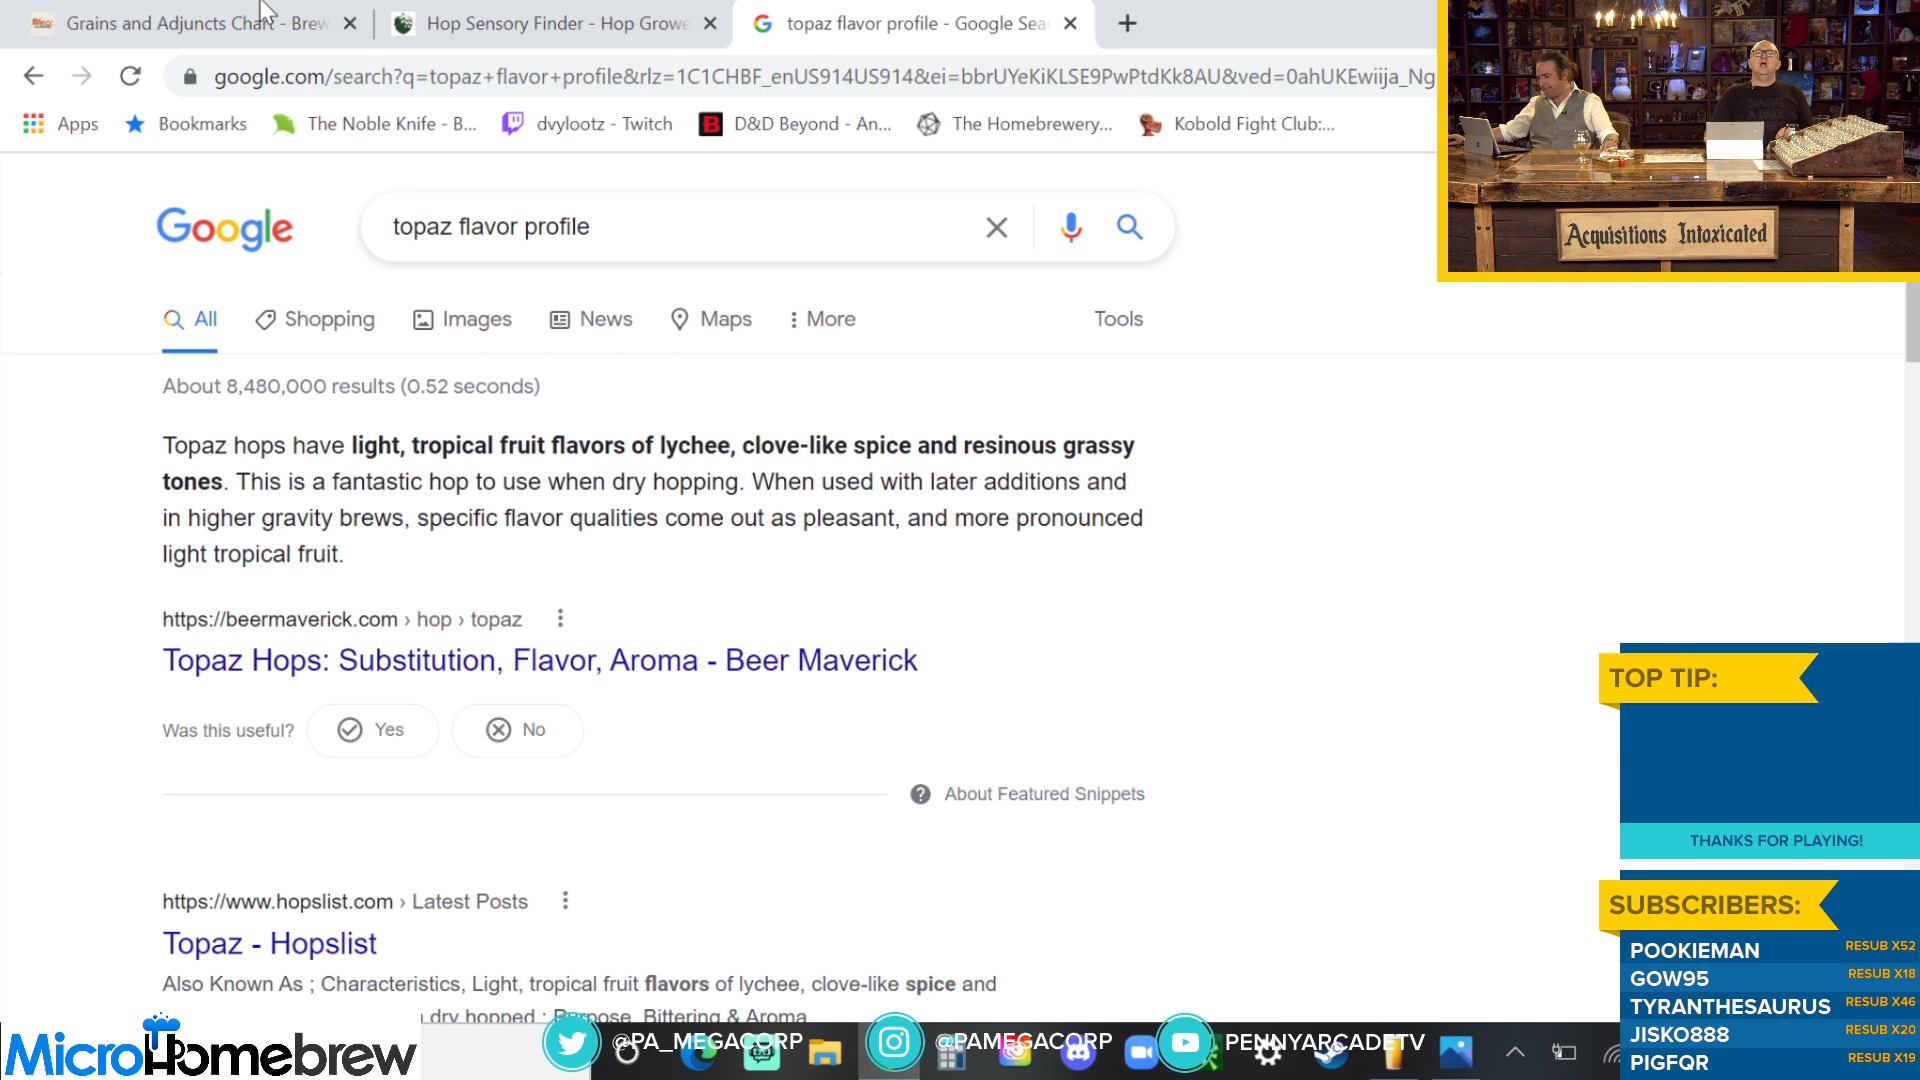 Grains and Adjuncts Chart - Brew
Hop Sensory Finder - Hop Growe
topaz flavor profile - Google Sear
google.com/search?q=topaz+flavor+profile&rlz=1C1CHBF_enUS914US914&ei=bbrUYeKiKLSE9PwPtdKk8AU&ved=0ahUKEwiija_Ng
Apps
Bookmarks
The Noble Knife - B...
dvylootz - Twitch
B
D&D Beyond - An...
The Homebrewery...
Kobold Fight Club:...
Acquisitions Intoxicated
Google
topaz flavor profile
All
Shopping
Images
News
Maps
More
Tools
About 8,480,000 results (0.52 seconds)
Topaz hops have light, tropical fruit flavors of lychee, clove-like spice and resinous grassy
tones. This is a fantastic hop to use when dry hopping. When used with later additions and
in higher gravity brews, specific flavor qualities come out as pleasant, and more pronounced
light tropical fruit.
https://beermaverick.com › hop › topaz
Topaz Hops: Substitution, Flavor, Aroma - Beer Maverick
Was this useful?
Yes
No
About Featured Snippets
https://www.hopslist.com › Latest Posts
Topaz - Hopslist
Also Known As ; Characteristics, Light, tropical fruit flavors of lychee, clove-like spice and
dry hopped ; Purpose, Bittering & Aroma
TOP TIP:
THANKS FOR PLAYING!
SUBSCRIBERS:
POOKIEMAN RESUB X52
GOW95 RESUB X18
TYRANTHESAURUS RESUB X46
JISKO888 RESUB X20
PIGFQR RESUB X19
MicroHomebrew
@PA_MEGACORP
@PAMEGACORP
PENNYARCADETV